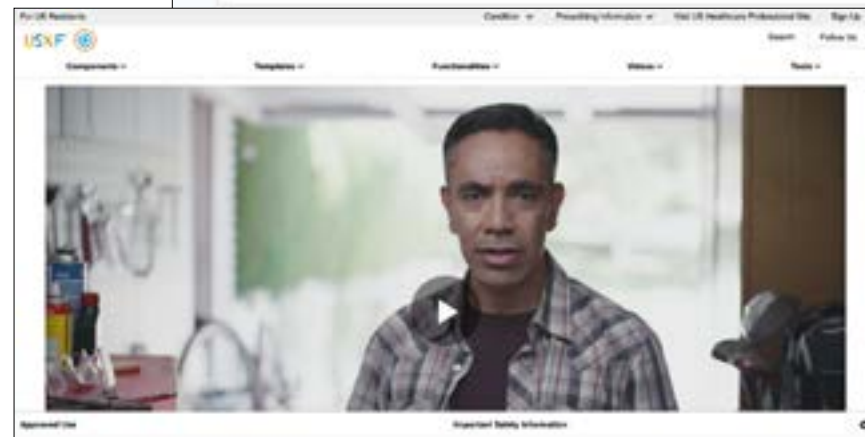 For US Residents
Condition Prescribing Information Visit US Healthcare Professional Site Sign Up
USXF
Search Follow Us
Components Templates Functionalities Videos Tools
Approved Use Important Safety Information